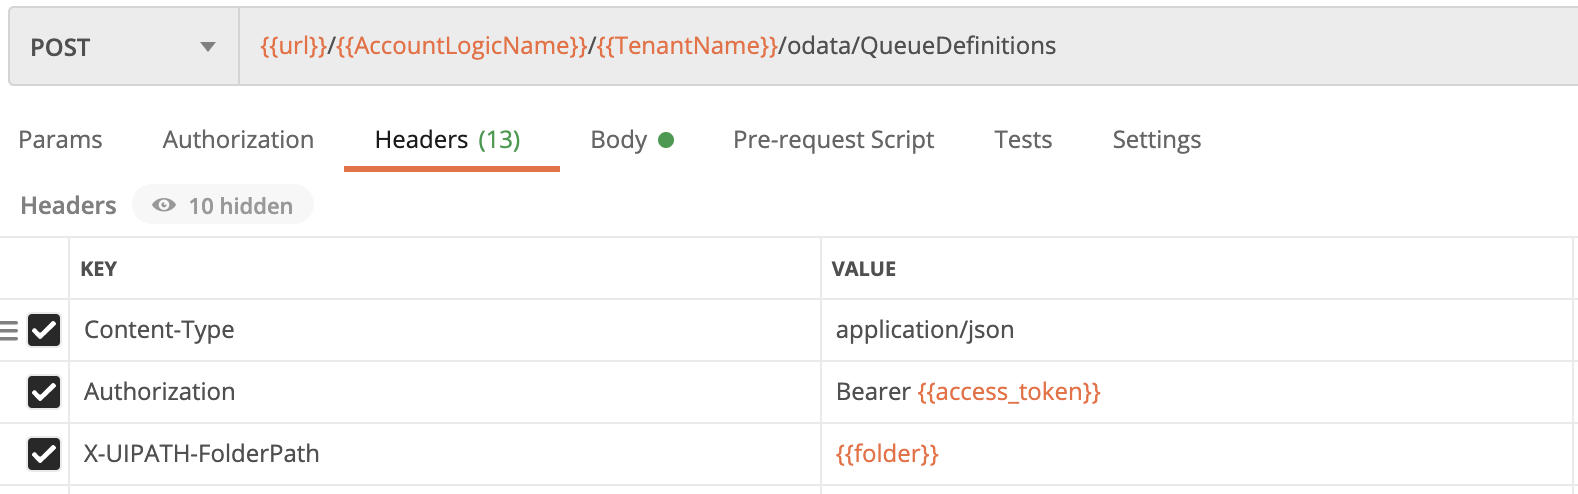 POST {{url}}/{{AccountLogicName}}/{{TenantName}}/odata/QueueDefinitions
Params Authorization Headers (13) Body Pre-request Script Tests Settings
Headers 10 hidden
KEY VALUE
Content-Type application/json
Authorization Bearer {{access_token}}
X-UIPATH-FolderPath {{folder}}